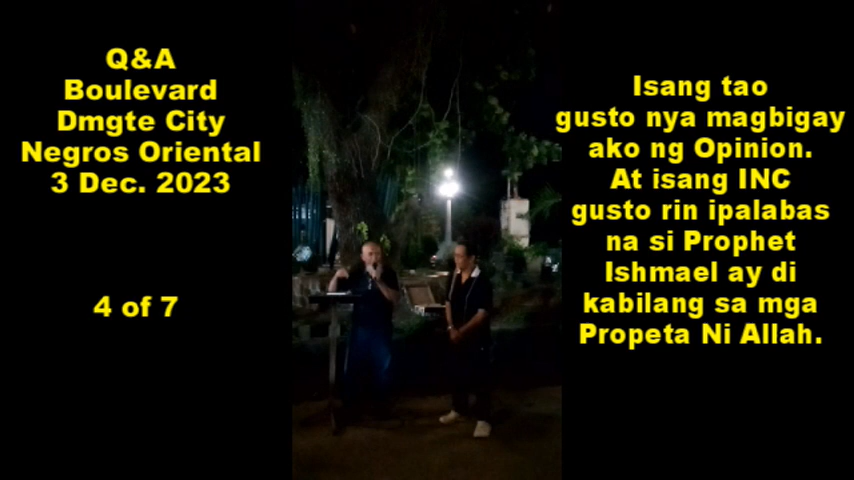 Q&A
Boulevard
Dmgte City
Negros Oriental
3 Dec. 2023
4 of 7
Isang tao
gusto nya magbigay
ako ng Opinion.
At isang INC
gusto rin ipalabas
na si Prophet
Ishmael ay di
kabilang sa mga
Propeta Ni Allah.